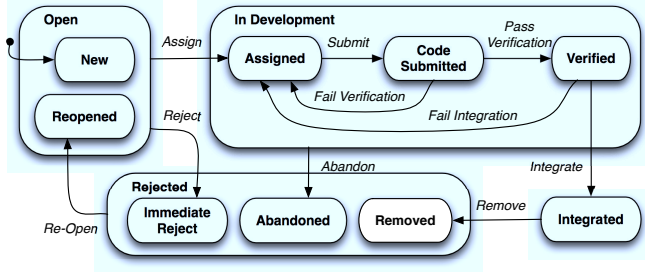 Open
In Development
New
Assign
Assigned
Submit
Code
Submitted
Pass
Verification
Verified
Fail Verification
Reopened
Reject
Fail Integration
Abandon
Integrate
Rejected
Re-Open
Immediate
Reject
Abandoned
Removed
Remove
Integrated